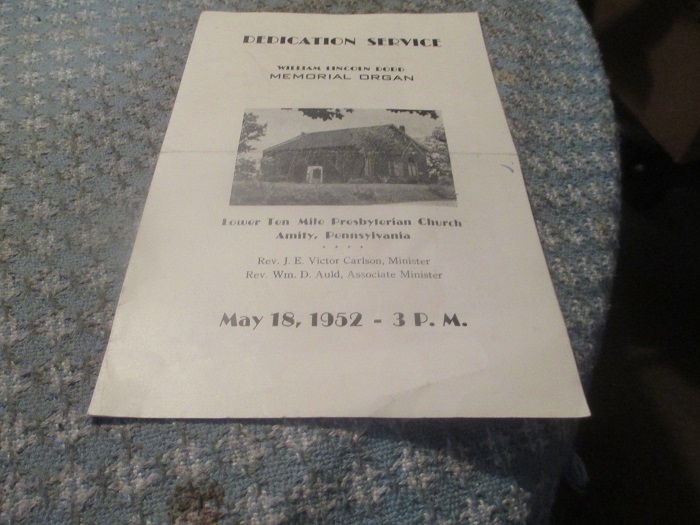 DEDICATION SERVICE
WILLIAM LINCOLN DODD
MEMORIAL ORGAN
Lower Ten Mile Presbyterian Church
Amity, Pennsylvania
Rev. J. E. Victor Carlson, Minister
Rev. Wm. D. Auld, Associate Minister
May 18, 1952 - 3 P. M.